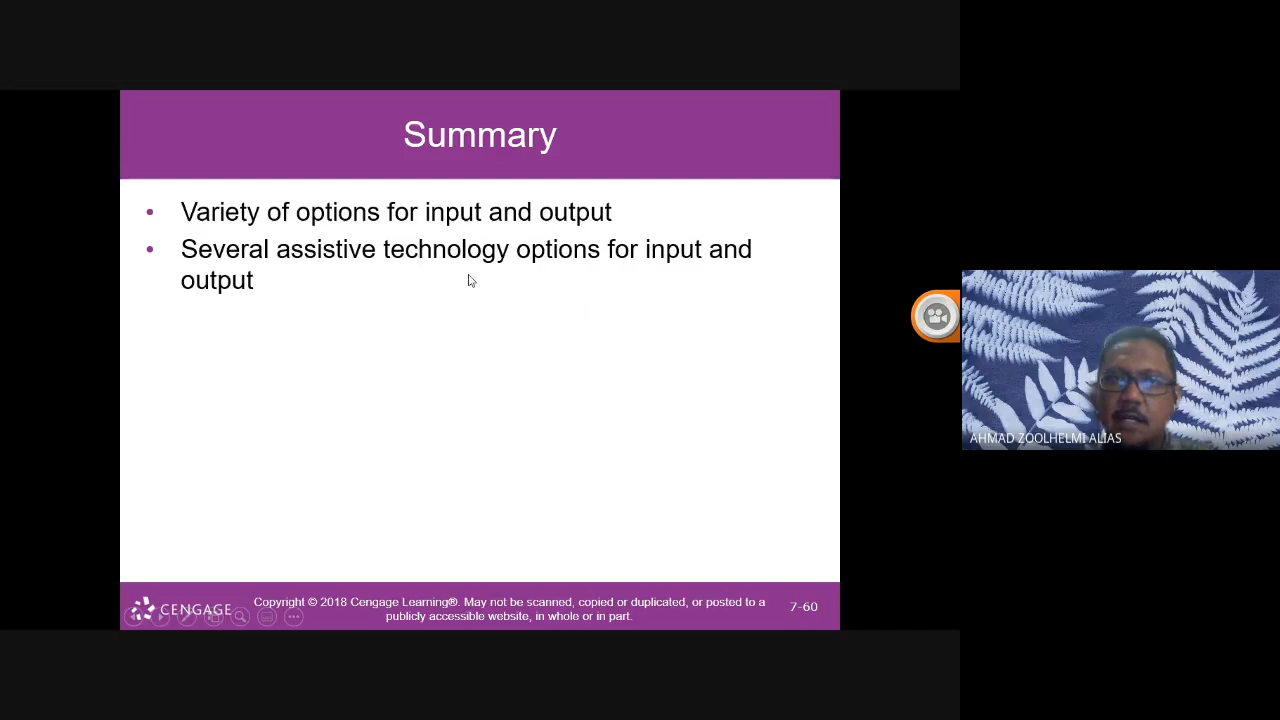 Summary
• Variety of options for input and output
• Several assistive technology options for input and
output
AHMAD ZOOLHELMI ALIAS
CENGAGE
Copyright © 2018 Cengage Learning®. May not be scanned, copied or duplicated, or posted to a
publicly accessible website, in whole or in part.
7-60